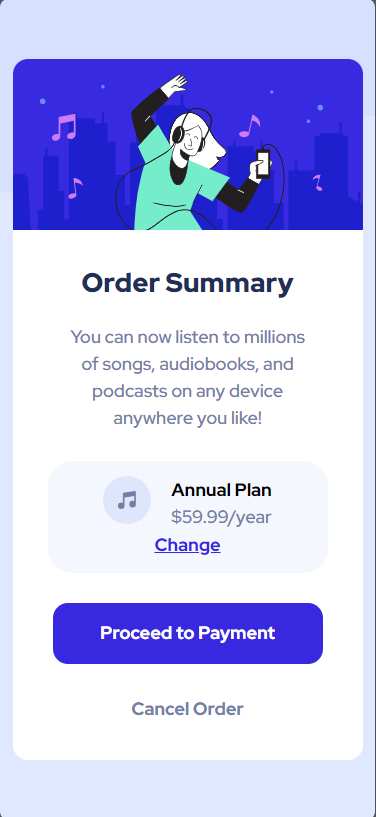 Order Summary
You can now listen to millions
of songs, audiobooks, and
podcasts on any device
anywhere you like!
Annual Plan
$59.99/year
Change
Proceed to Payment
Cancel Order